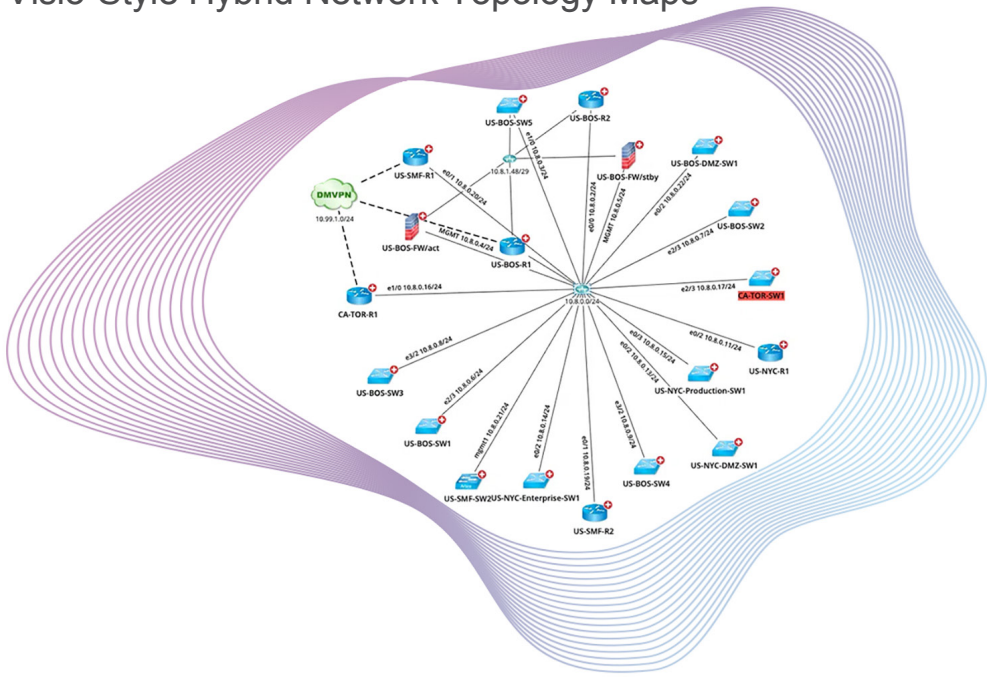 Visio-Style Hybrid Network Topology Maps
US-BOS-SW5
US-BOS-R2
10.8.1.48/29
e1/0 10.8.0.3/24
US-BOS-FW/stby
US-BOS-DMZ-SW1
US-SMF-R1
e0/1 10.8.0.20/24
e0/0 10.8.0.2/24
MGMT 10.8.0.5/24
e0/2 10.8.0.22/24
DMVPN
10.99.1.0/24
US-BOS-FW/act
MGMT 10.8.0.4/24
US-BOS-R1
US-BOS-SW2
e2/3 10.8.0.7/24
CA-TOR-R1
e1/0 10.8.0.16/24
10.8.0.0/24
e2/3 10.8.0.17/24
CA-TOR-SW1
e0/2 10.8.0.11/24
US-NYC-R1
e3/2 10.8.0.8/24
US-BOS-SW3
e0/3 10.8.0.15/24
e0/2 10.8.0.13/24
US-NYC-Production-SW1
e2/3 10.8.0.6/24
US-BOS-SW1
mgmt1 10.8.0.21/24
US-SMF-SW2
e0/2 10.8.0.14/24
US-NYC-Enterprise-SW1
e0/1 10.8.0.19/24
US-SMF-R2
e3/2 10.8.0.9/24
US-BOS-SW4
US-NYC-DMZ-SW1